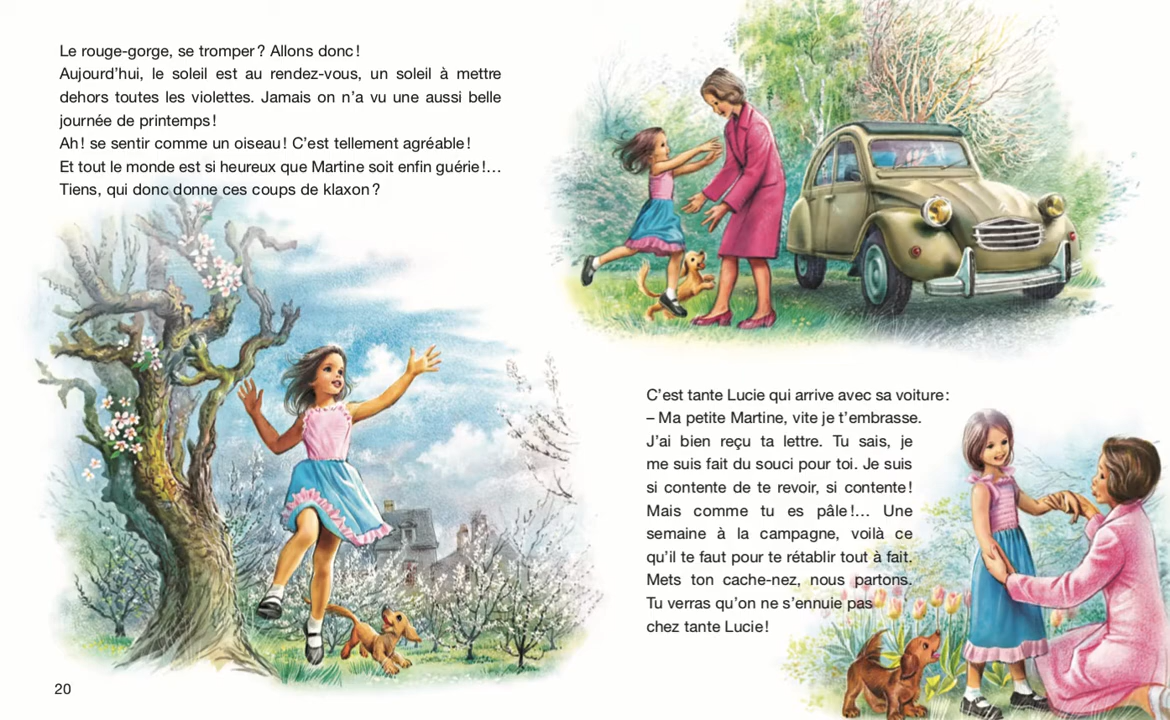 Le rouge-gorge, se tromper ? Allons donc !
Aujourd'hui, le soleil est au rendez-vous, un soleil à mettre
dehors toutes les violettes. Jamais on n'a vu une aussi belle
journée de printemps !
Ah ! se sentir comme un oiseau ! C'est tellement agréable !
Et tout le monde est si heureux que Martine soit enfin guérie !...
Tiens, qui donc donne ces coups de klaxon ?
C'est tante Lucie qui arrive avec sa voiture :
– Ma petite Martine, vite je t'embrasse.
J'ai bien reçu ta lettre. Tu sais, je
me suis fait du souci pour toi. Je suis
si contente de te revoir, si contente !
Mais comme tu es pâle !... Une
semaine à la campagne, voilà ce
qu'il te faut pour te rétablir tout à fait.
Mets ton cache-nez, nous partons.
Tu verras qu'on ne s'ennuie pas
chez tante Lucie !
20